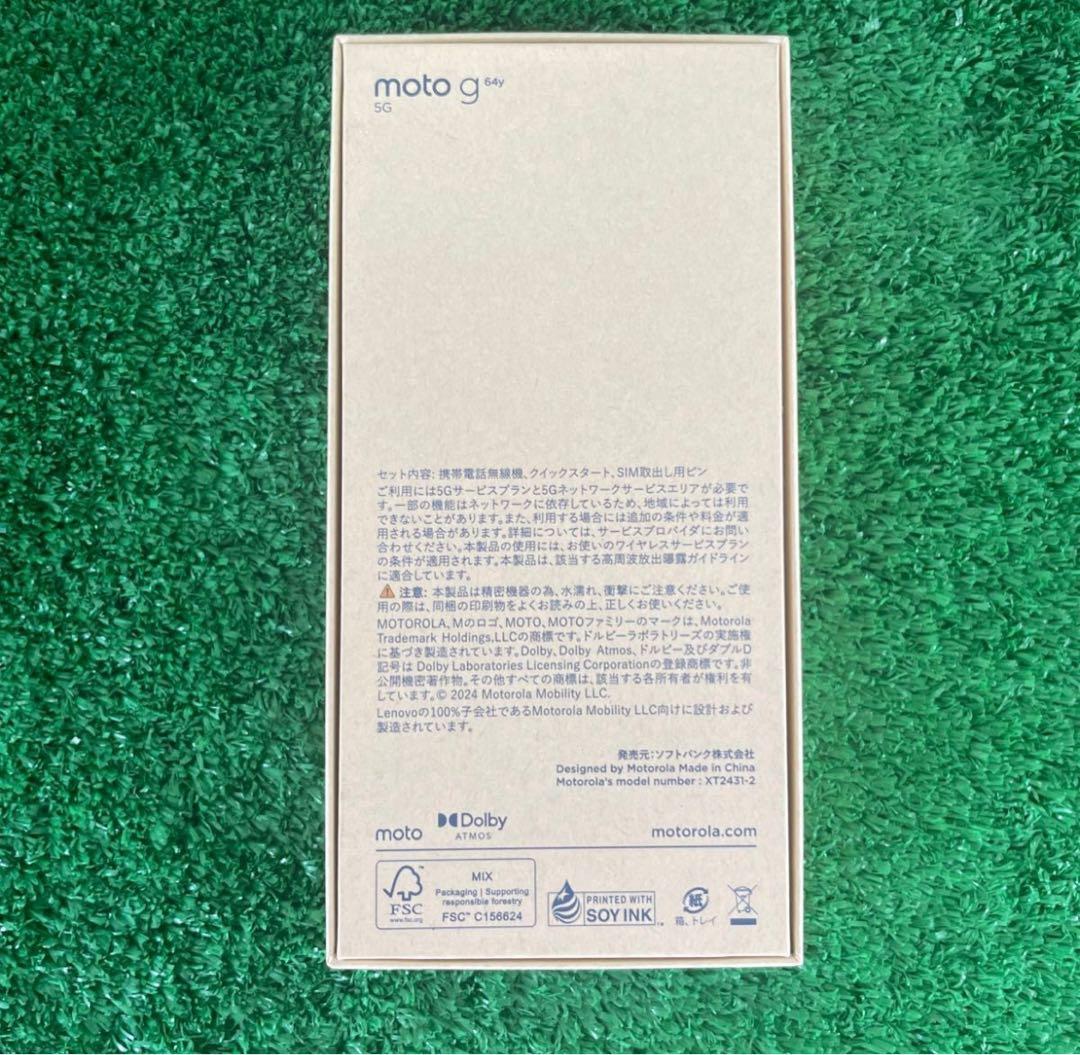 moto g 64y
5G
セット内容: 携帯電話無線機、クイックスタート、SIM取出し用ピン
ご利用には5Gサービスプランと5Gネットワークサービスエリアが必要で
す。一部の機能はネットワークに依存しているため、地域によっては利用
できないことがあります。また、利用する場合には追加の条件や料金が適
用される場合があります。詳細については、サービスプロバイダにお問い
合わせください。本製品の使用には、お使いのワイヤレスサービスプラン
の条件が適用されます。本製品は、該当する高周波放出曝露ガイドライン
に適合しています。
注意: 本製品は精密機器の為、水濡れ、衝撃にご注意ください。ご使
用の際は、同梱の印刷物をよくお読みの上、正しくお使いください。
MOTOROLA、Mのロゴ、MOTO、MOTOファミリーのマークは、Motorola
Trademark Holdings,LLCの商標です。ドルビーラボラトリーズの実施権
に基づき製造されています。Dolby、Dolby Atmos、ドルビー及びダブルD
記号は Dolby Laboratories Licensing Corporationの登録商標です。非
公開機密著作物。その他すべての商標は、該当する各所有者が権利を有
しています。© 2024 Motorola Mobility LLC.
Lenovoの100%子会社であるMotorola Mobility LLC向けに設計および
製造されています。
発売元:ソフトバンク株式会社
Designed by Motorola Made in China
Motorola's model number : XT2431-2
moto
Dolby
ATMOS
motorola.com
FSC
www.fsc.org
MIX
Packaging | Supporting
responsible forestry
FSC™ C156624
PRINTED WITH
SOY INK™
紙
箱、トレイ